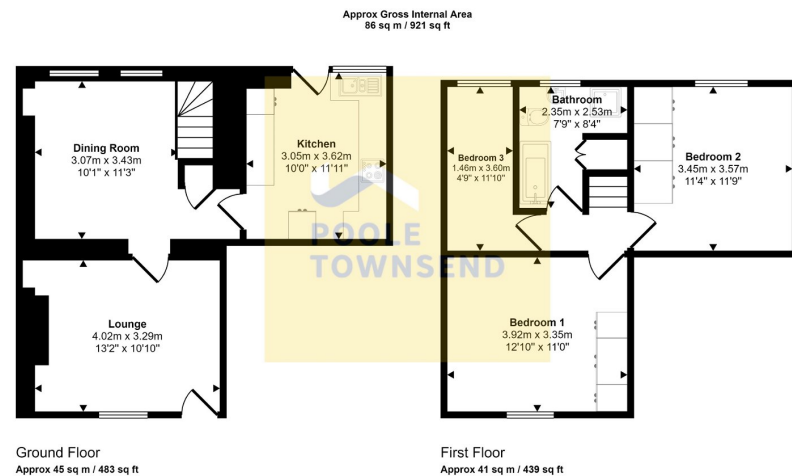 Approx Gross Internal Area
86 sq m / 921 sq ft
Dining Room
3.07m x 3.43m
10'1" x 11'3"
Kitchen
3.05m x 3.62m
10'0" x 11'11"
Lounge
4.02m x 3.29m
13'2" x 10'10"
Bathroom
2.35m x 2.53m
7'9" x 8'4"
Bedroom 3
1.46m x 3.60m
4'9" x 11'10"
Bedroom 2
3.45m x 3.57m
11'4" x 11'9"
Bedroom 1
3.92m x 3.35m
12'10" x 11'0"
POOLE
TOWNSEND
Ground Floor
Approx 45 sq m / 483 sq ft
First Floor
Approx 41 sq m / 439 sq ft